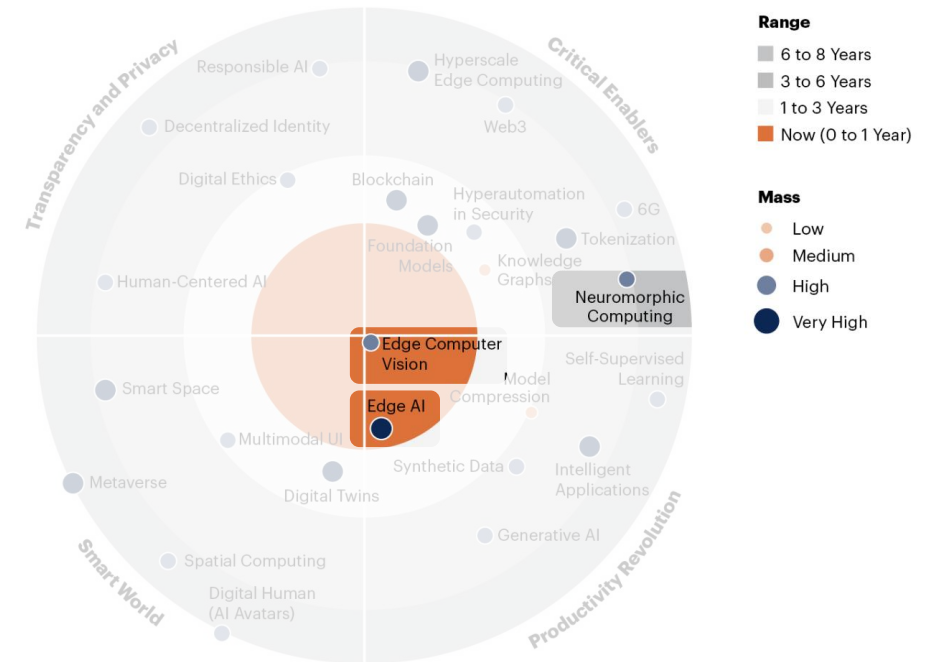 Range
6 to 8 Years
3 to 6 Years
1 to 3 Years
Now (0 to 1 Year)
Mass
Low
Medium
High
Very High
Transparency and Privacy
Critical Enablers
Responsible AI
Hyperscale
Edge Computing
Web3
Decentralized Identity
Digital Ethics
Blockchain
Hyperautomation
in Security
6G
Foundation
Models
Tokenization
Knowledge
Graphs
Human-Centered AI
Neuromorphic
Computing
Edge Computer
Vision
Self-Supervised
Learning
Smart Space
Model
Compression
Edge AI
Multimodal UI
Synthetic Data
Intelligent
Applications
Metaverse
Digital Twins
Generative AI
Spatial Computing
Digital Human
(AI Avatars)
Smart World
Productivity Revolution